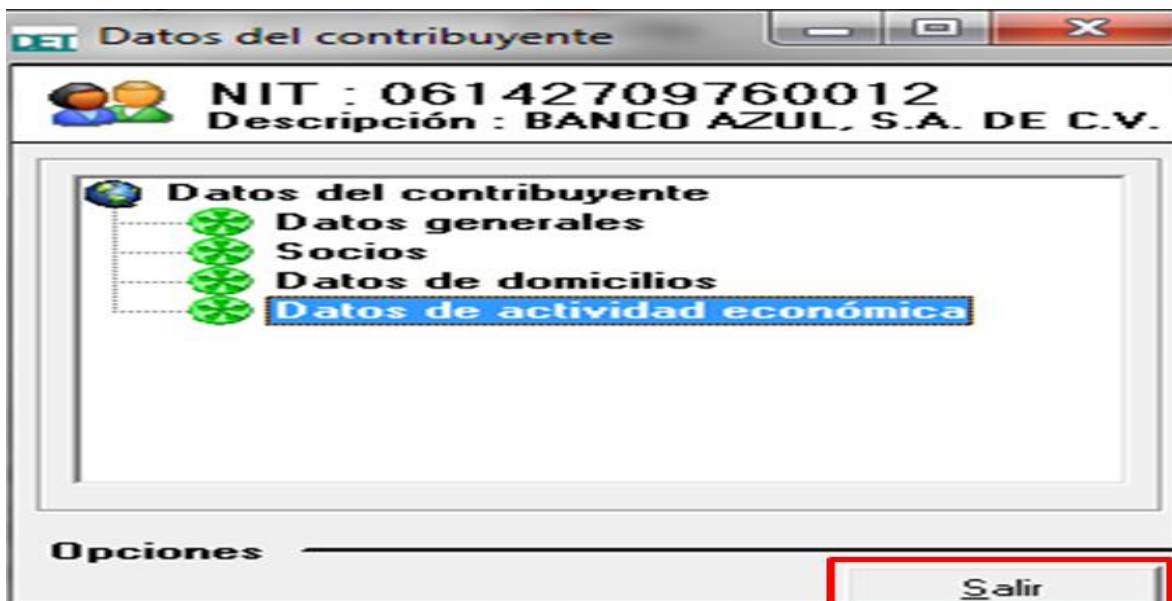 DET Datos del contribuyente
NIT : 06142709760012
Descripción : BANCO AZUL, S.A. DE C.V.
Datos del contribuyente
Datos generales
Socios
Datos de domicilios
Datos de actividad económica
Opciones
Salir